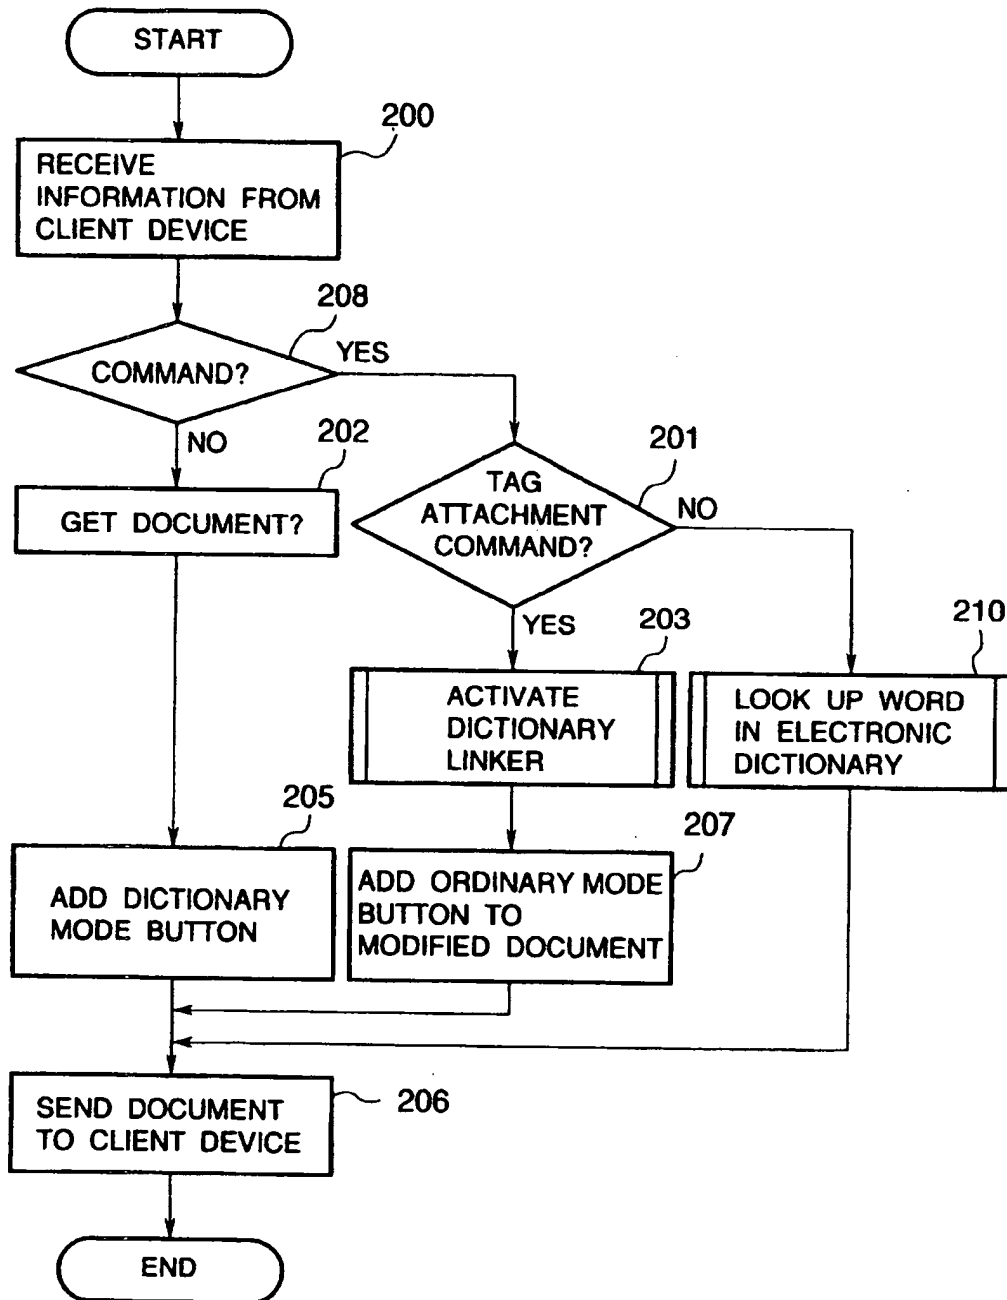 START
200
RECEIVE
INFORMATION FROM
CLIENT DEVICE
208
COMMAND?
YES
NO
202
GET DOCUMENT?
201
TAG
ATTACHMENT
COMMAND?
NO
YES
203
ACTIVATE
DICTIONARY
LINKER
210
LOOK UP WORD
IN ELECTRONIC
DICTIONARY
205
ADD DICTIONARY
MODE BUTTON
207
ADD ORDINARY MODE
BUTTON TO
MODIFIED DOCUMENT
SEND DOCUMENT
TO CLIENT DEVICE
206
END